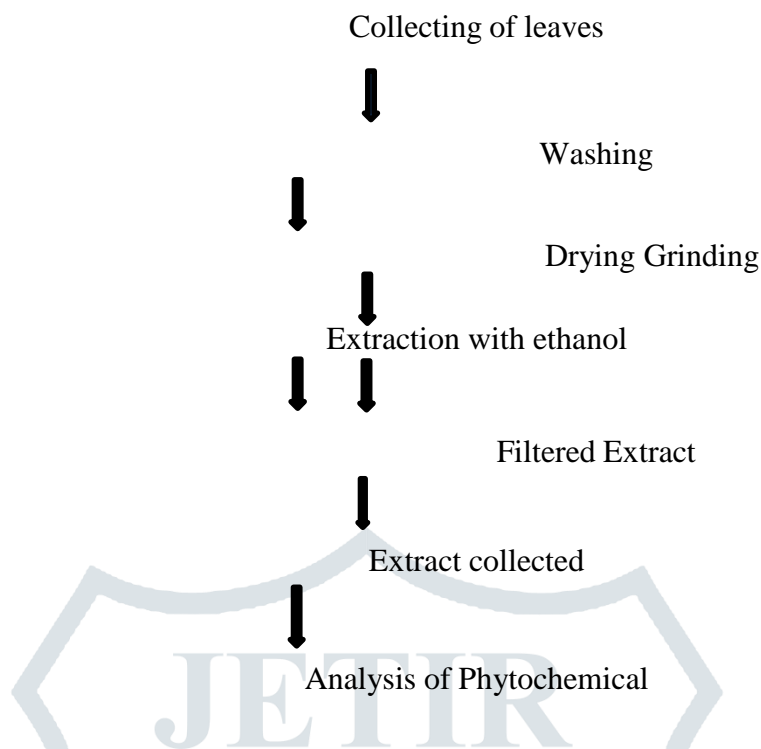 Collecting of leaves
Washing
Drying Grinding
Extraction with ethanol
Filtered Extract
Extract collected
Analysis of Phytochemical
JETIR